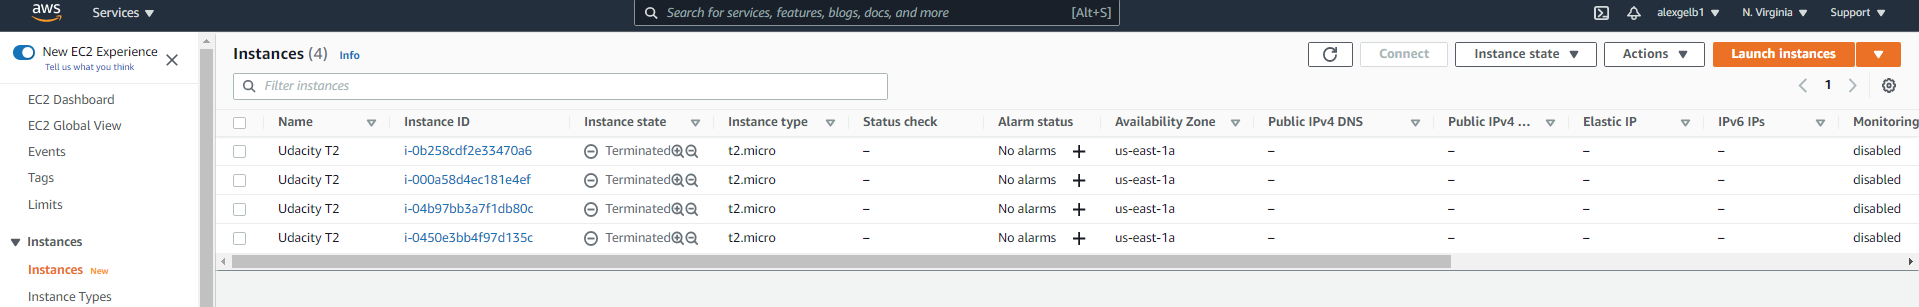 aws Services Search for services, features, blogs, docs, and more [Alt+S] alexgelb1 N. Virginia Support
New EC2 Experience
Tell us what you think
EC2 Dashboard
EC2 Global View
Events
Tags
Limits
Instances
Instances New
Instance Types
Instances (4) Info Connect Instance state Actions Launch instances
Filter instances 1
Name Instance ID Instance state Instance type Status check Alarm status Availability Zone Public IPv4 DNS Public IPv4 ... Elastic IP IPv6 IPs Monitoring
Udacity T2 i-0b258cdf2e33470a6 Terminated t2.micro – No alarms + us-east-1a – – – – disabled
Udacity T2 i-000a58d4ec181e4ef Terminated t2.micro – No alarms + us-east-1a – – – – disabled
Udacity T2 i-04b97bb3a7f1db80c Terminated t2.micro – No alarms + us-east-1a – – – – disabled
Udacity T2 i-0450e3bb4f97d135c Terminated t2.micro – No alarms + us-east-1a – – – – disabled